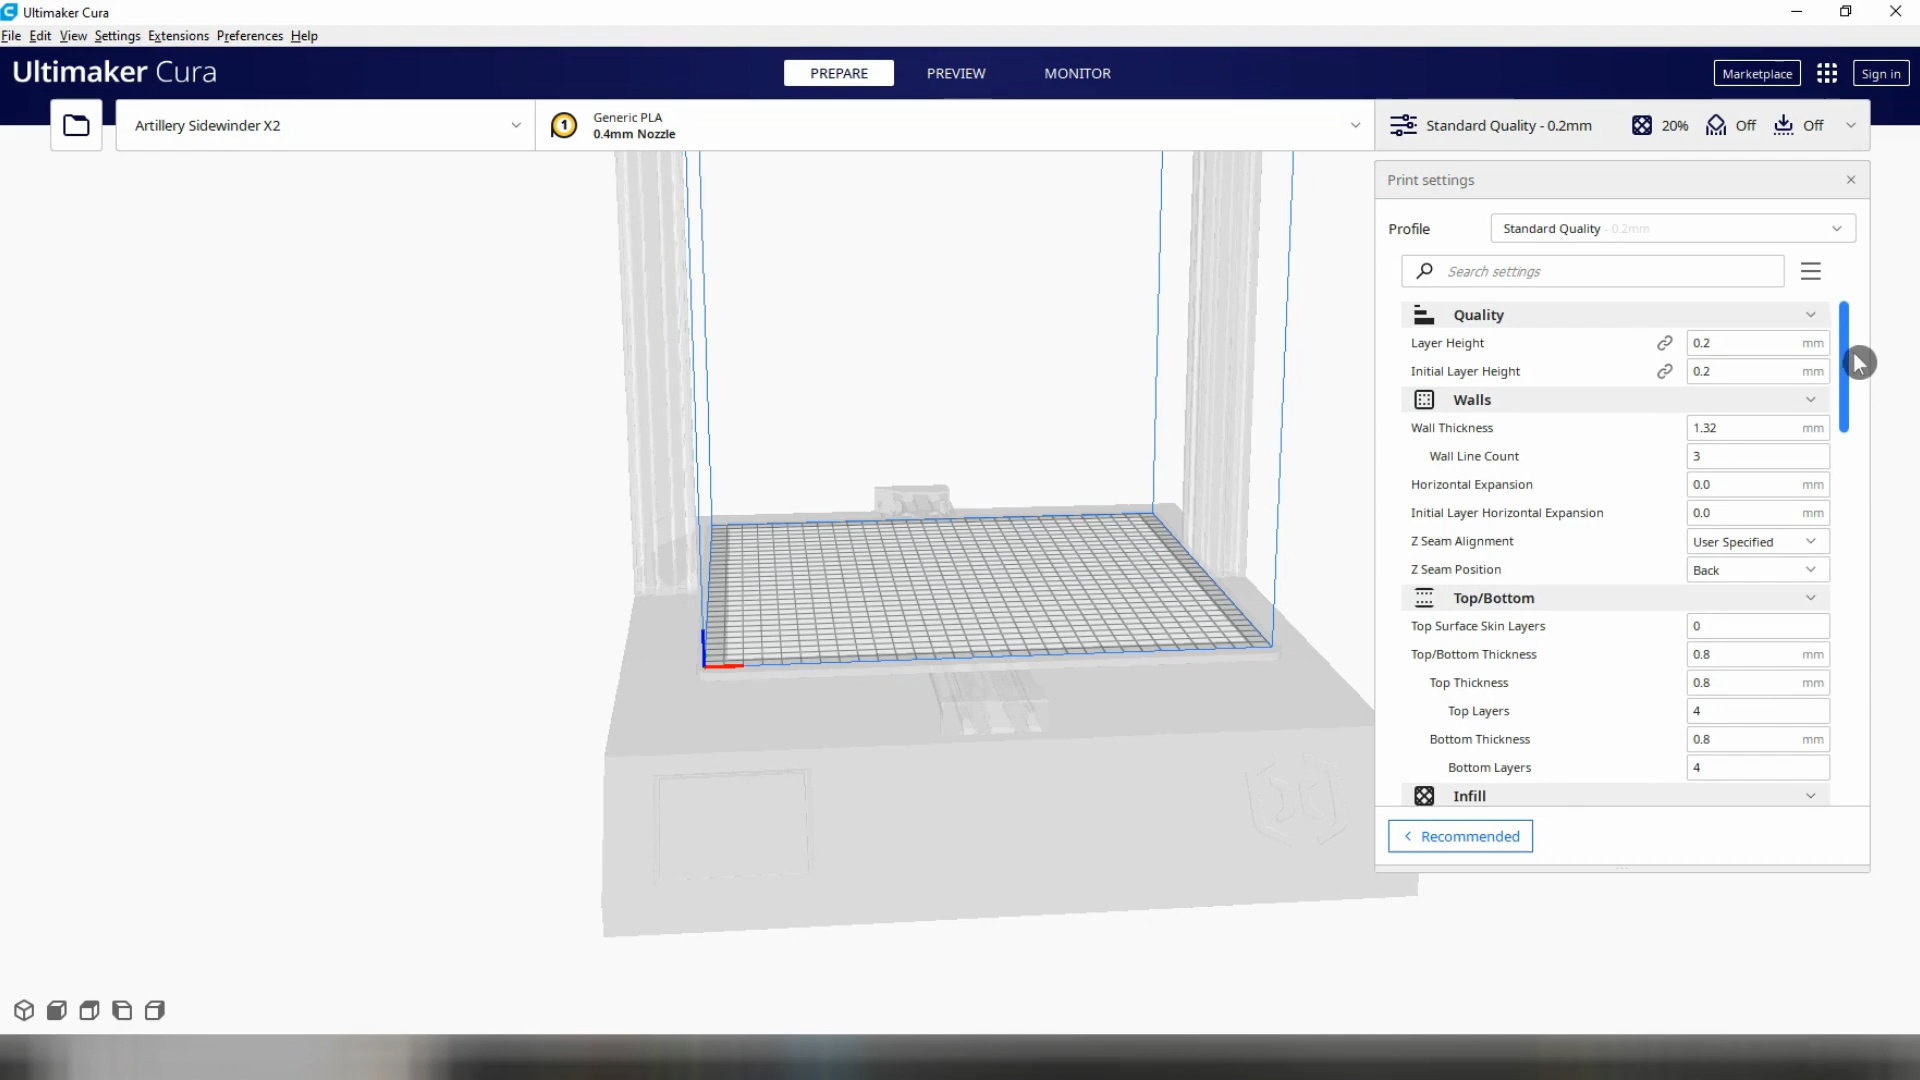 Ultimaker Cura
File Edit View Settings Extensions Preferences Help
Ultimaker Cura
PREPARE PREVIEW MONITOR
Marketplace Sign in
Artillery Sidewinder X2
1 Generic PLA
0.4mm Nozzle
Standard Quality - 0.2mm 20% Off Off
Print settings
Profile Standard Quality - 0.2mm
Search settings
Quality
Layer Height 0.2 mm
Initial Layer Height 0.2 mm
Walls
Wall Thickness 1.32 mm
Wall Line Count 3
Horizontal Expansion 0.0 mm
Initial Layer Horizontal Expansion 0.0 mm
Z Seam Alignment User Specified
Z Seam Position Back
Top/Bottom
Top Surface Skin Layers 0
Top/Bottom Thickness 0.8 mm
Top Thickness 0.8 mm
Top Layers 4
Bottom Thickness 0.8 mm
Bottom Layers 4
Infill
Recommended